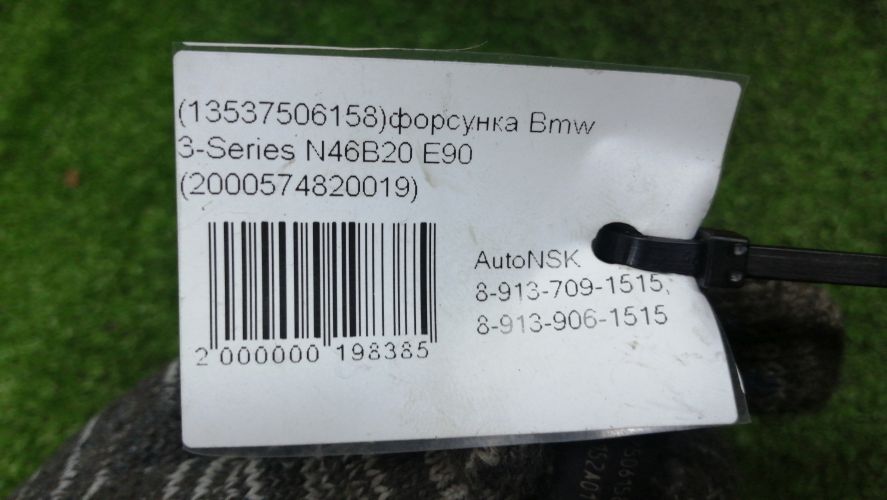 (13537506158)форсунка Bmw
3-Series N46B20 E90
(2000574820019)
2 000000 198385
AutoNSK
8-913-709-1515,
8-913-906-1515